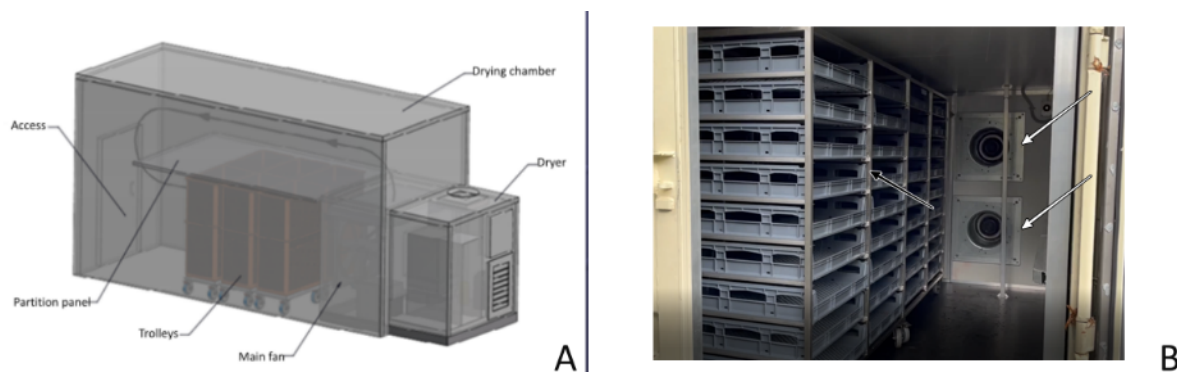 Drying chamber
Access
Dryer
Partition panel
Trolleys
Main fan
A
B